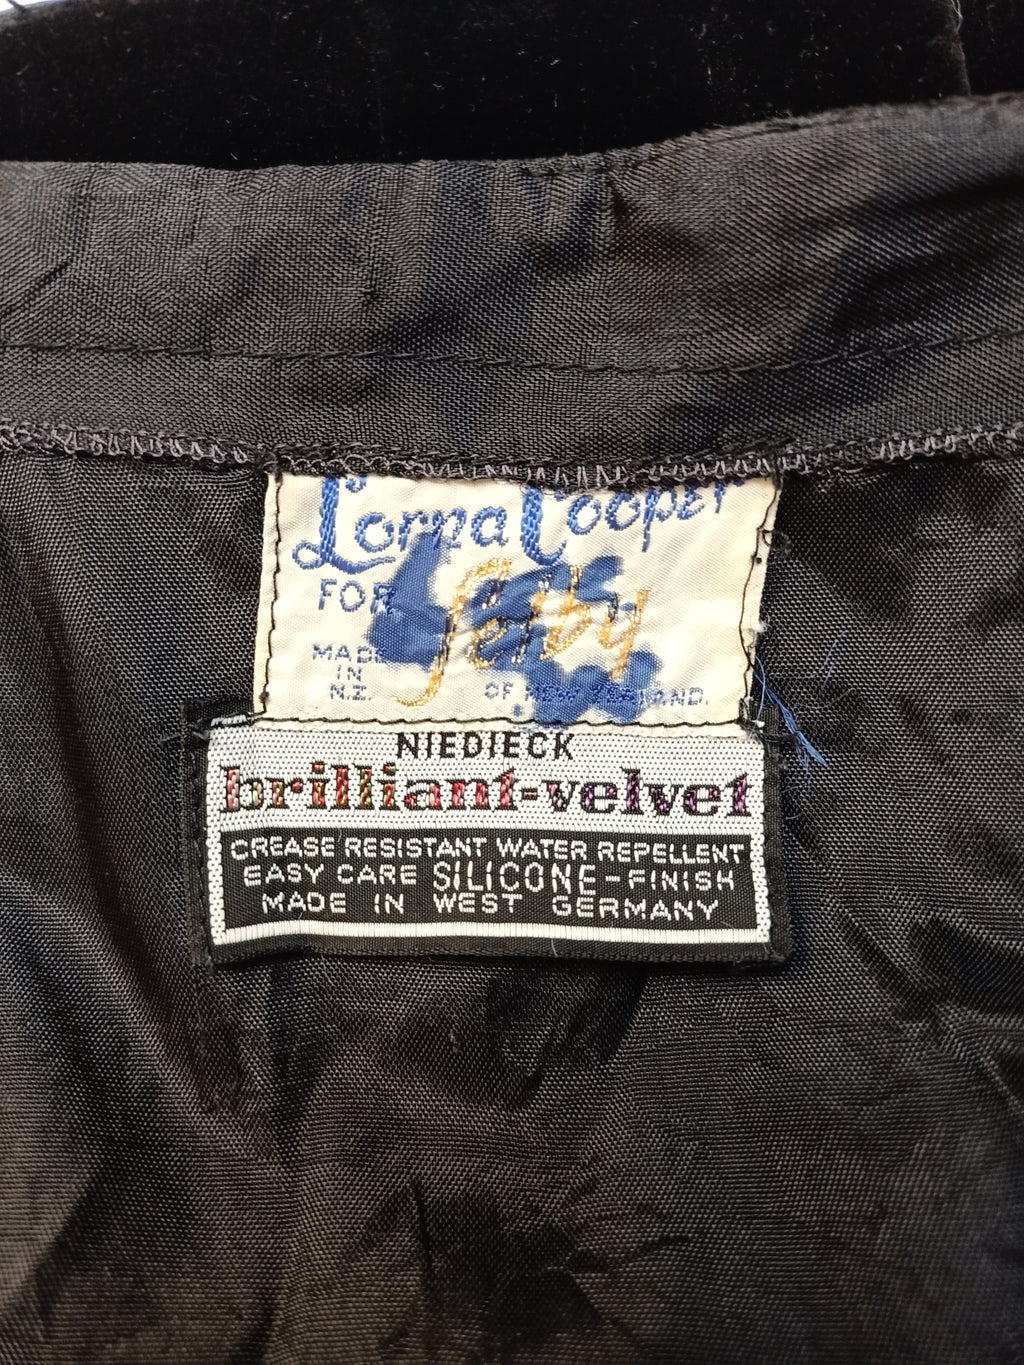 Lorna Cooper
FOR Selby
MADE
IN
N.Z. OF NEW ZEALAND.
NIEDIECK
brilliant-velvet
CREASE RESISTANT WATER REPELLENT
EASY CARE SILICONE-FINISH
MADE IN WEST GERMANY